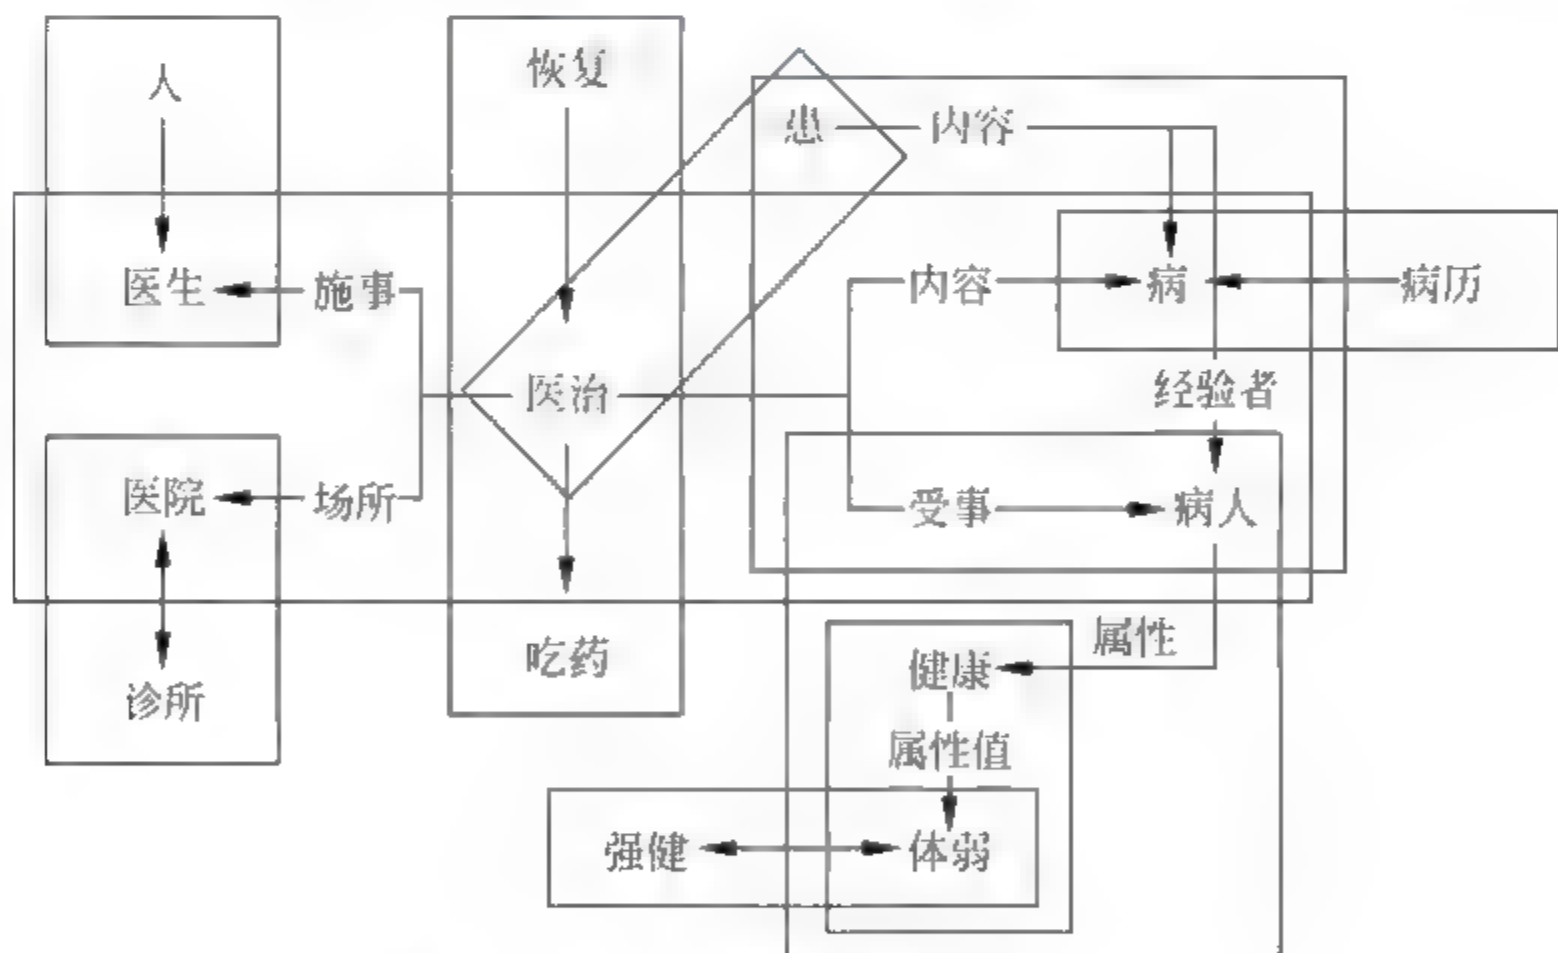 人
恢复
患
内容
医生
施事
内容
病
病历
医治
经验者
医院
场所
受事
病人
诊所
吃药
健康
属性
属性值
强健
体弱